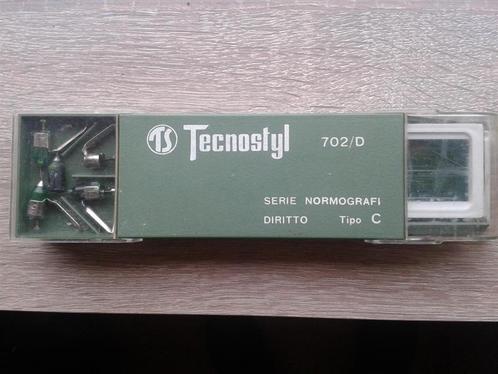 TS Tecnostyl 702/D
SERIE NORMOGRAFI
DIRITTO Tipo C